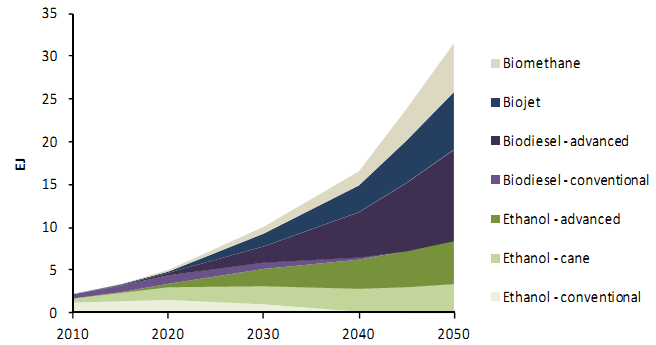 35
30
25
20
15
10
5
0
EJ
2010 2020 2030 2040 2050
Biomethane
Biojet
Biodiesel - advanced
Biodiesel - conventional
Ethanol - advanced
Ethanol - cane
Ethanol - conventional